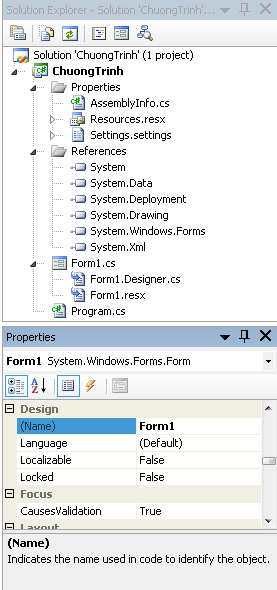 Solution Explorer - Solution 'ChuongTrinh'...
Solution 'ChuongTrinh' (1 project)
ChuongTrinh
Properties
AssemblyInfo.cs
Resources.resx
Settings.settings
References
System
System.Data
System.Deployment
System.Drawing
System.Windows.Forms
System.Xml
Form1.cs
Form1.Designer.cs
Form1.resx
Program.cs
Properties
Form1 System.Windows.Forms.Form
Design
(Name) Form1
Language (Default)
Localizable False
Locked False
Focus
CausesValidation True
Layout
(Name)
Indicates the name used in code to identify the object.